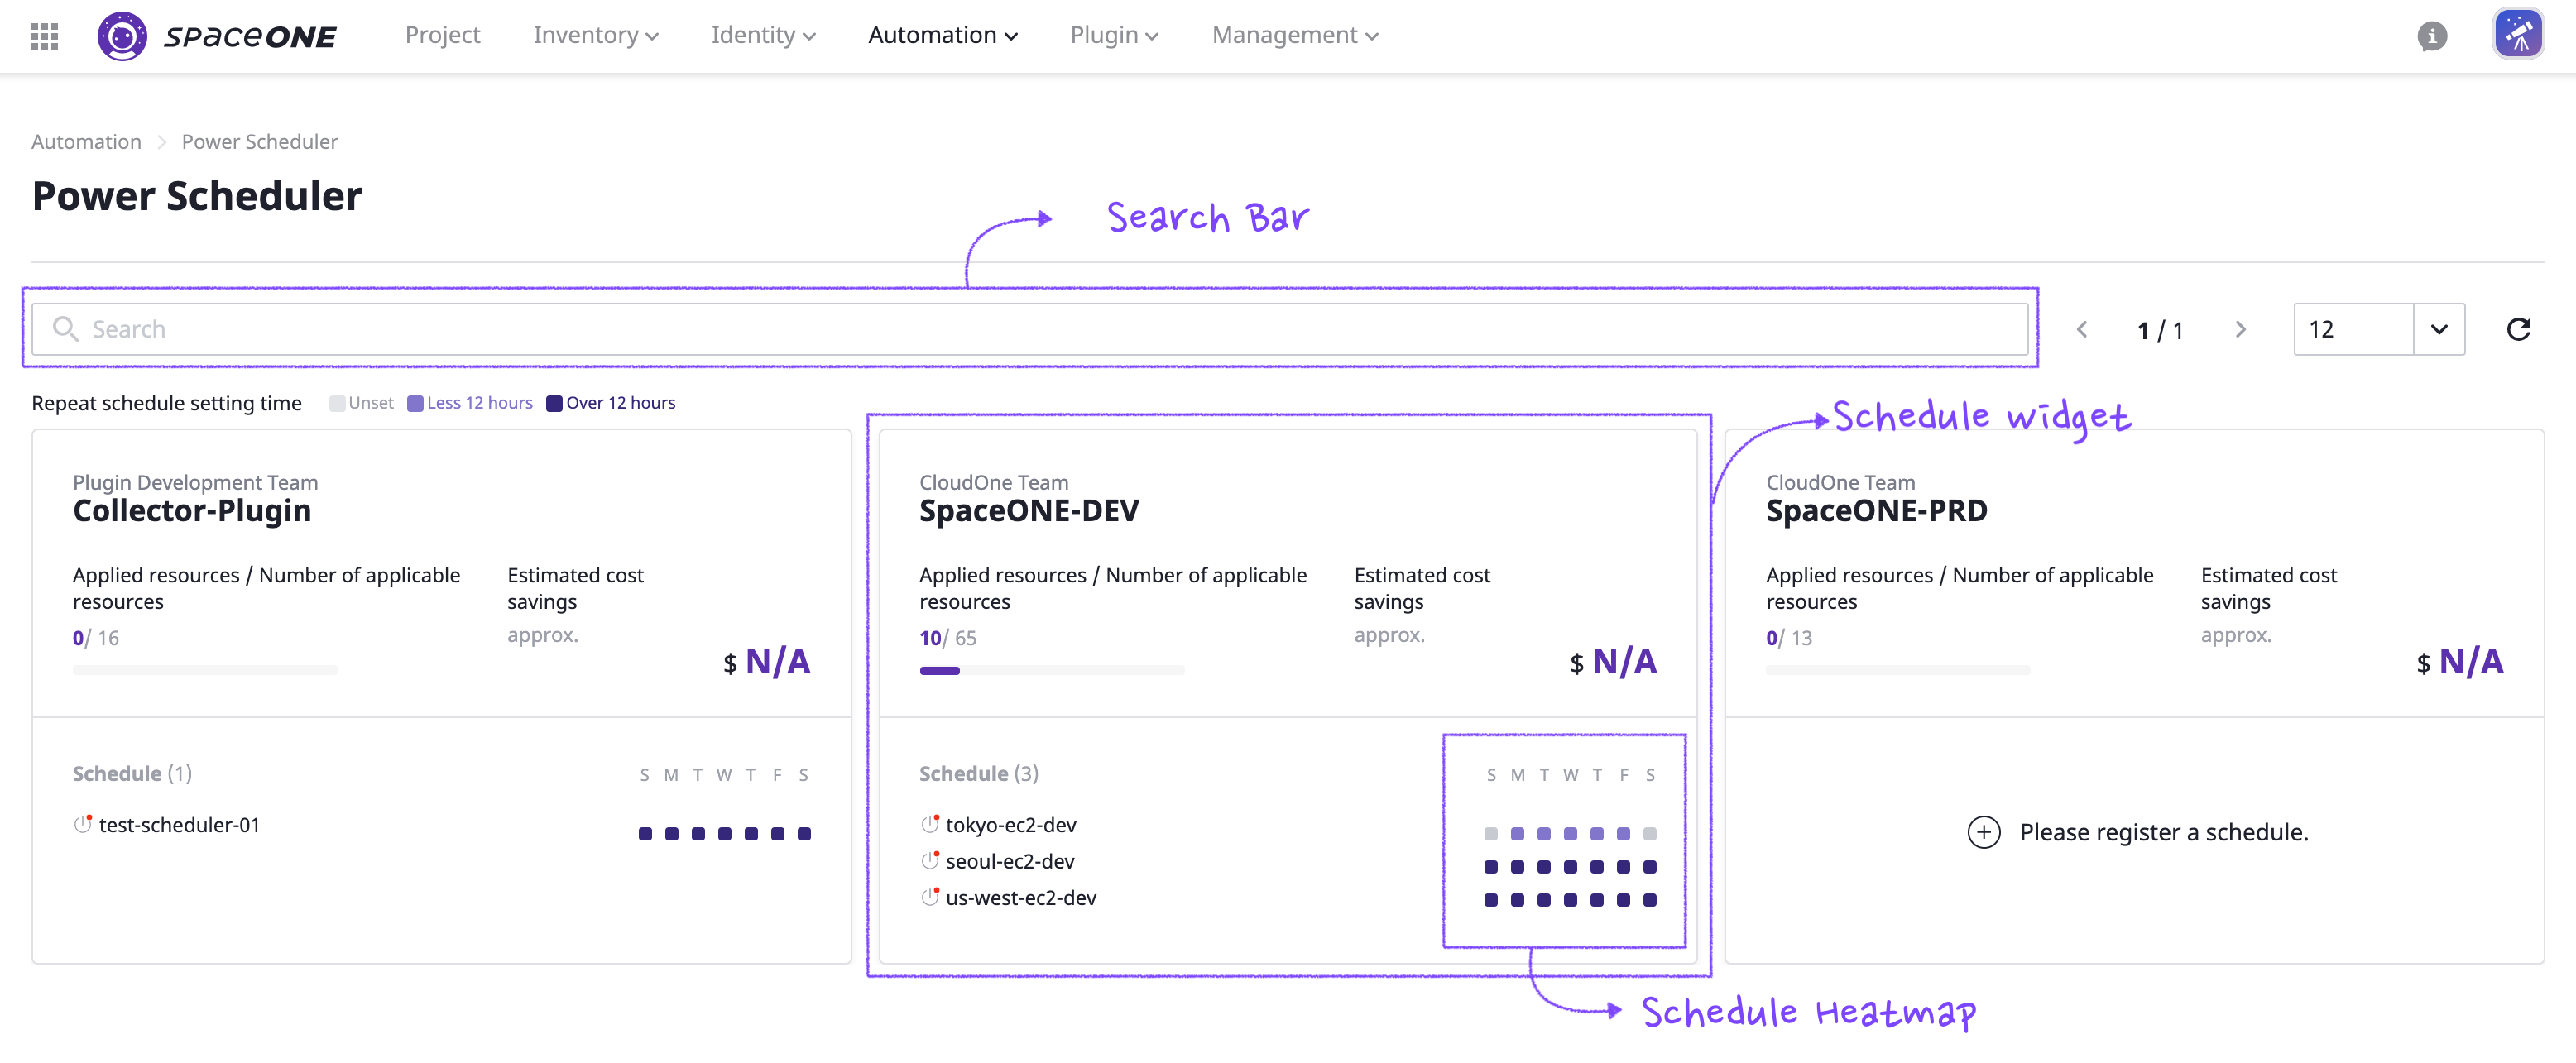 spaceONE
Project Inventory Identity Automation Plugin Management
Automation Power Scheduler
Power Scheduler
Search Bar
Search
1 / 1
12
Repeat schedule setting time Unset Less 12 hours Over 12 hours
Schedule widget
Plugin Development Team
Collector-Plugin
Applied resources / Number of applicable
resources
0/ 16
Estimated cost
savings
approx.
$ N/A
Schedule (1)
S M T W T F S
test-scheduler-01
CloudOne Team
SpaceONE-DEV
Applied resources / Number of applicable
resources
10/ 65
Estimated cost
savings
approx.
$ N/A
Schedule (3)
S M T W T F S
tokyo-ec2-dev
seoul-ec2-dev
us-west-ec2-dev
CloudOne Team
SpaceONE-PRD
Applied resources / Number of applicable
resources
0/ 13
Estimated cost
savings
approx.
$ N/A
Please register a schedule.
Schedule Heatmap